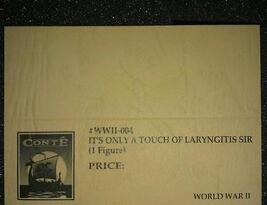 CONTÉ
#WWII-004
IT'S ONLY A TOUCH OF LARYNGITIS SIR
(1 Figure)
PRICE:
WORLD WAR II